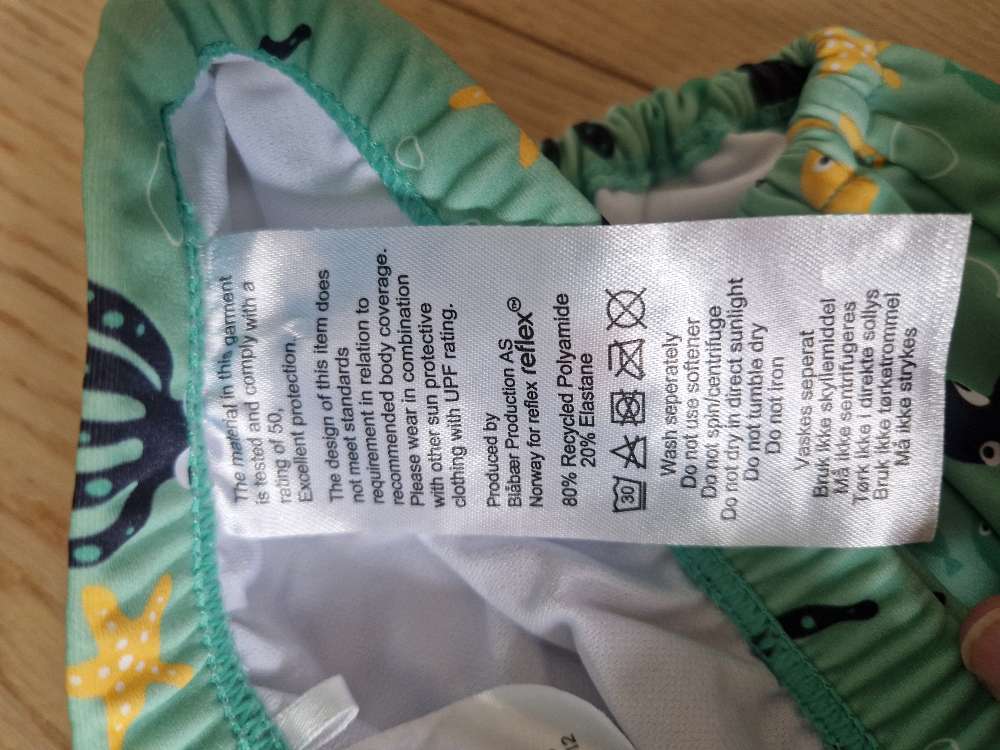 The material in this garment
is tested and comply with a
rating of 50,
Excellent protection.
The design of this item does
not meet standards
requirement in relation to
recommended body coverage.
Please wear in combination
with other sun protective
clothing with UPF rating.
Produced by
Blåbær Production AS
Norway for reflex reflex®
80% Recycled Polyamide
20% Elastane
30
Wash seperately
Do not use softener
Do not spin/centrifuge
Do not dry in direct sunlight
Do not tumble dry
Do not Iron
Vaskes seperat
Bruk ikke skyllemiddel
Må ikke sentrifugeres
Tørk ikke i direkte sollys
Bruk ikke tørketrommel
Må ikke strykes
12